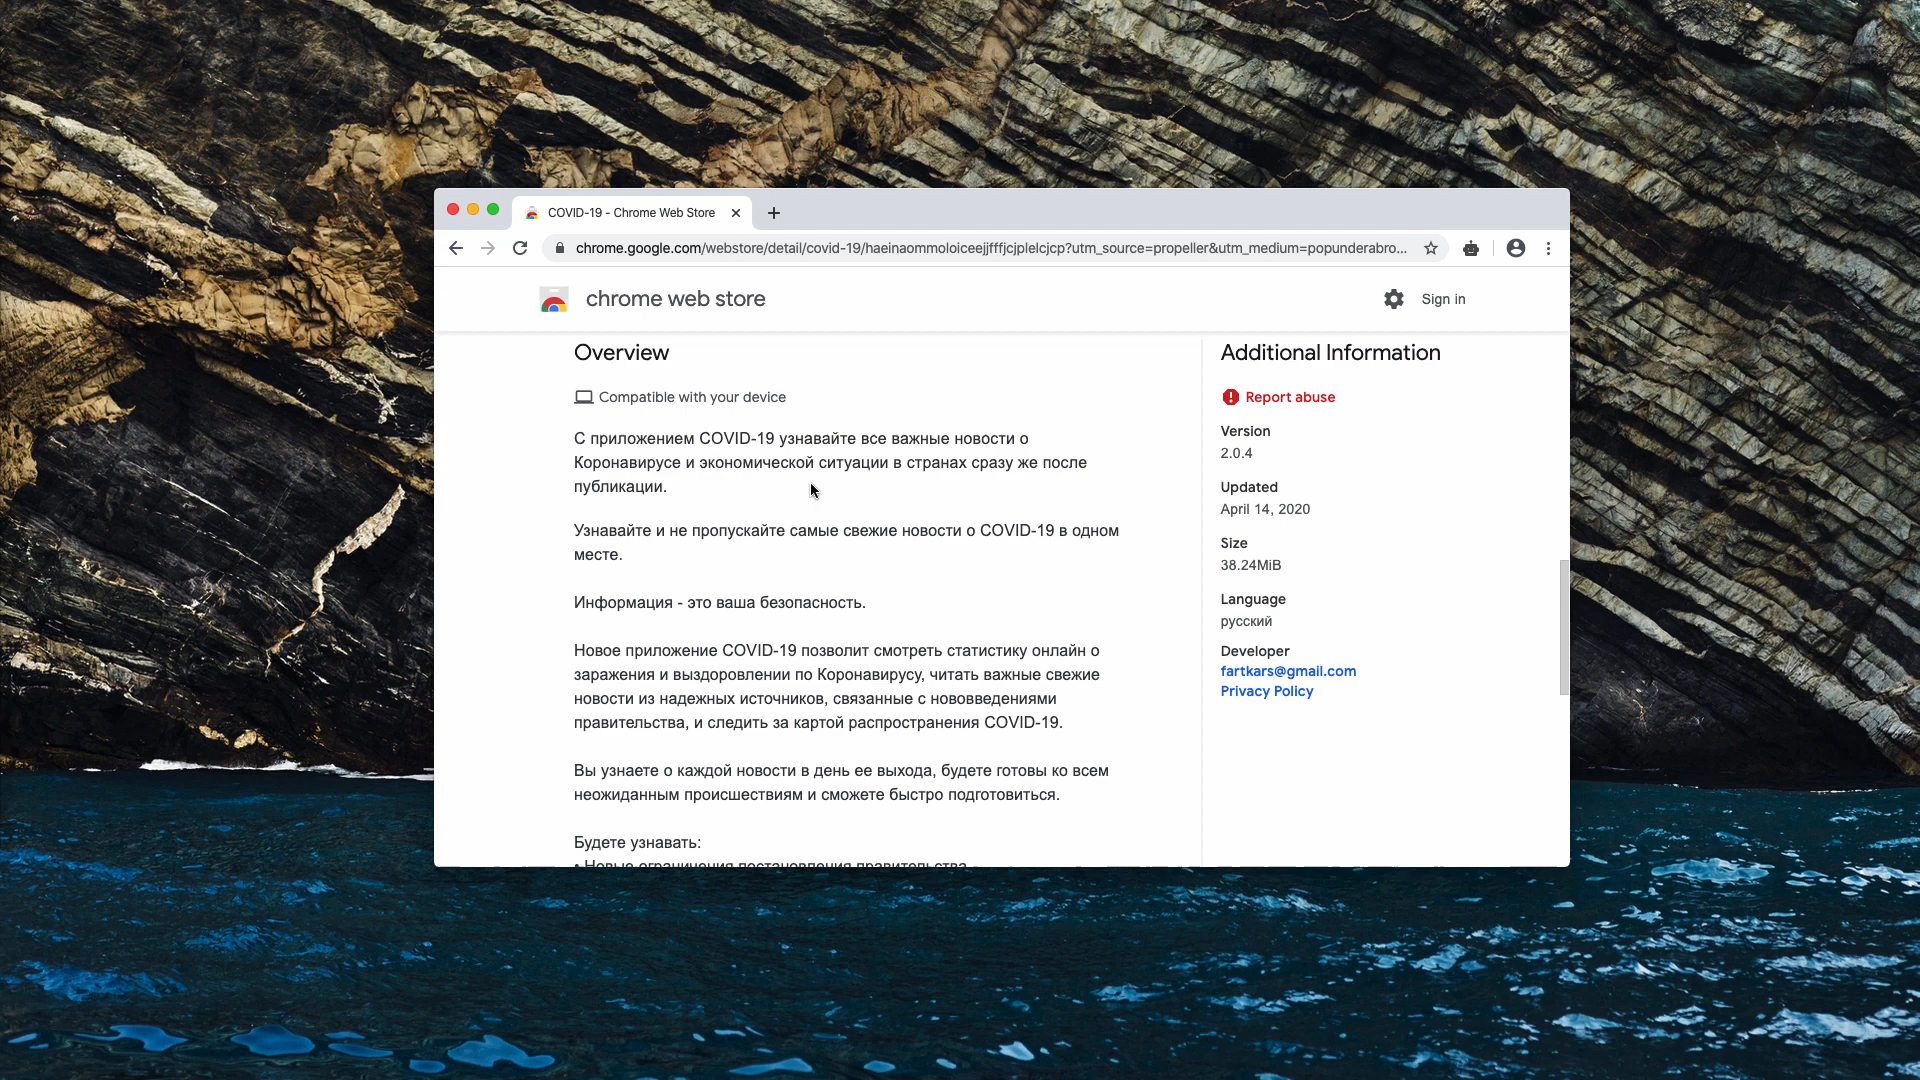 COVID-19 - Chrome Web Store
chrome.google.com/webstore/detail/covid-19/haeinaommoloiceejjfffjcjplelcjcp?utm_source=propeller&utm_medium=popunderabro...
chrome web store
Sign in
Overview
Compatible with your device
С приложением COVID-19 узнавайте все важные новости о
Коронавирусе и экономической ситуации в странах сразу же после
публикации.
Узнавайте и не пропускайте самые свежие новости о COVID-19 в одном
месте.
Информация - это ваша безопасность.
Новое приложение COVID-19 позволит смотреть статистику онлайн о
заражения и выздоровлении по Коронавирусу, читать важные свежие
новости из надежных источников, связанные с нововведениями
правительства, и следить за картой распространения COVID-19.
Вы узнаете о каждой новости в день ее выхода, будете готовы ко всем
неожиданным происшествиям и сможете быстро подготовиться.
Будете узнавать:
• Новые ограничения постановления правительства
Additional Information
Report abuse
Version
2.0.4
Updated
April 14, 2020
Size
38.24MiB
Language
русский
Developer
fartkars@gmail.com
Privacy Policy